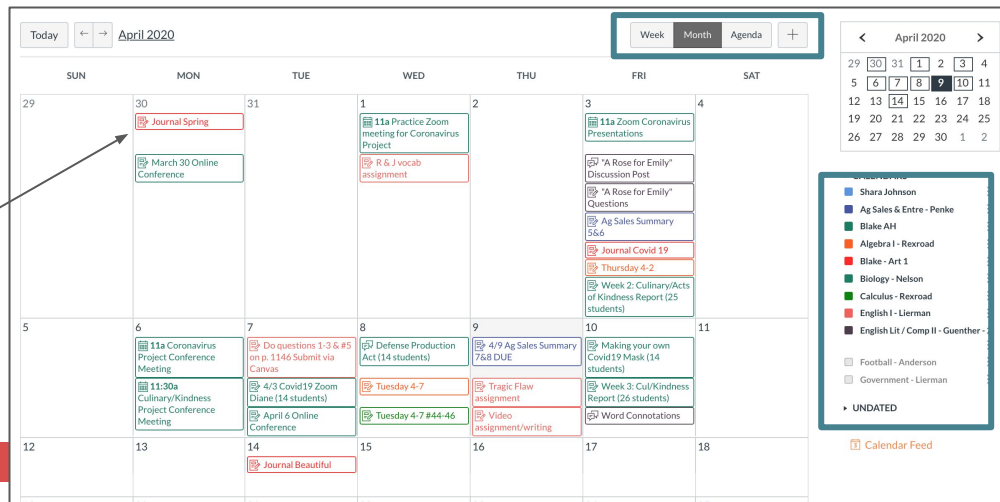 Today ← → April 2020
Week Month Agenda +
SUN MON TUE WED THU FRI SAT
29
30
Journal Spring
March 30 Online
Conference
31
1
11a Practice Zoom
meeting for Coronavirus
Project
R & J vocab
assignment
2
3
11a Zoom Coronavirus
Presentations
"A Rose for Emily"
Discussion Post
"A Rose for Emily"
Questions
Ag Sales Summary
5&6
Journal Covid 19
Thursday 4-2
Week 2: Culinary/Acts
of Kindness Report (25
students)
4
5
6
11a Coronavirus
Project Conference
Meeting
11:30a
Culinary/Kindness
Project Conference
Meeting
7
Do questions 1-3 & #5
on p. 1146 Submit via
Canvas
4/3 Covid19 Zoom
Diane (14 students)
April 6 Online
Conference
8
Defense Production
Act (14 students)
Tuesday 4-7
Tuesday 4-7 #44-46
9
4/9 Ag Sales Summary
7&8 DUE
Tragic Flaw
assignment
Video
assignment/writing
10
Making your own
Covid19 Mask (14
students)
Week 3: Cul/Kindness
Report (26 students)
Word Connotations
11
12
13
14
Journal Beautiful
15
16
17
18
< April 2020 >
29 30 31 1 2 3 4
5 6 7 8 9 10 11
12 13 14 15 16 17 18
19 20 21 22 23 24 25
26 27 28 29 30 1 2
Shara Johnson
Ag Sales & Entre - Penke
Blake AH
Algebra I - Rexroad
Blake - Art 1
Biology - Nelson
Calculus - Rexroad
English I - Lierman
English Lit / Comp II - Guenther -
Football - Anderson
Government - Lierman
UNDATED
Calendar Feed